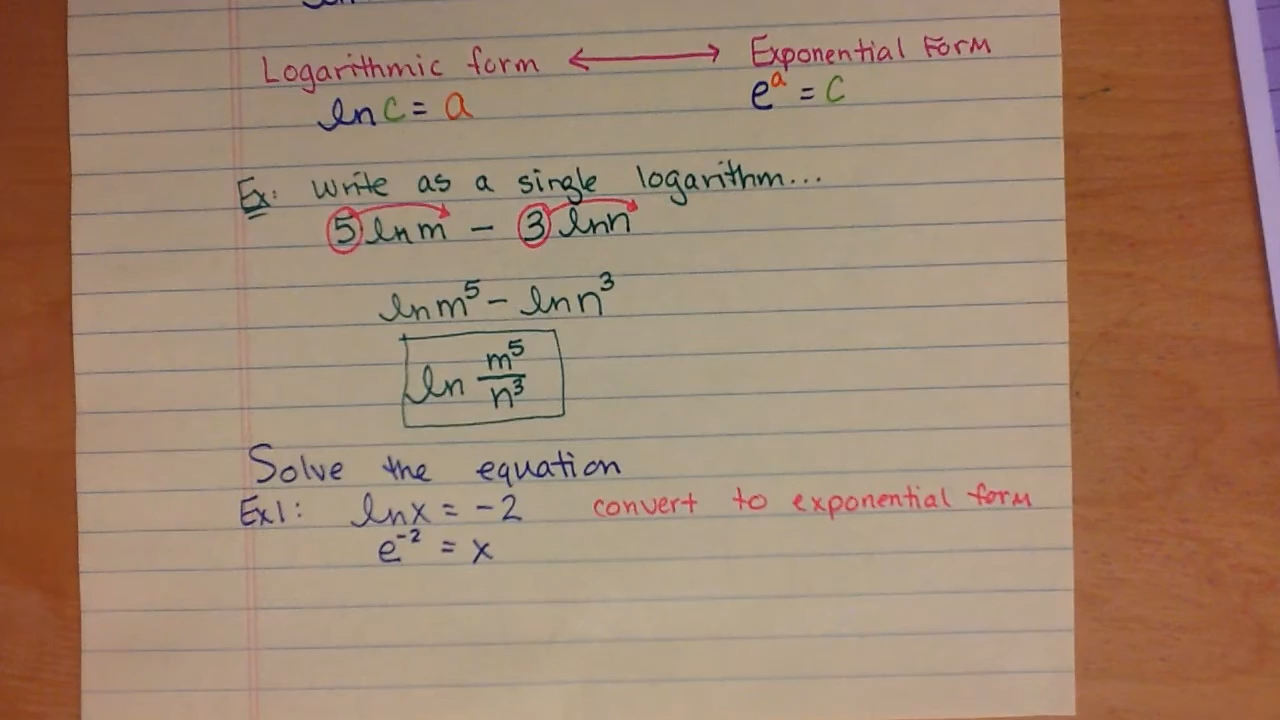 Logarithmic form ⟷ Exponential Form
ln c = a e^a = c
Ex: Write as a single logarithm...
5 ln m - 3 ln n
ln m^5 - ln n^3
ln m^5/n^3
Solve the equation
Ex1: ln x = -2 convert to exponential form
e^-2 = x